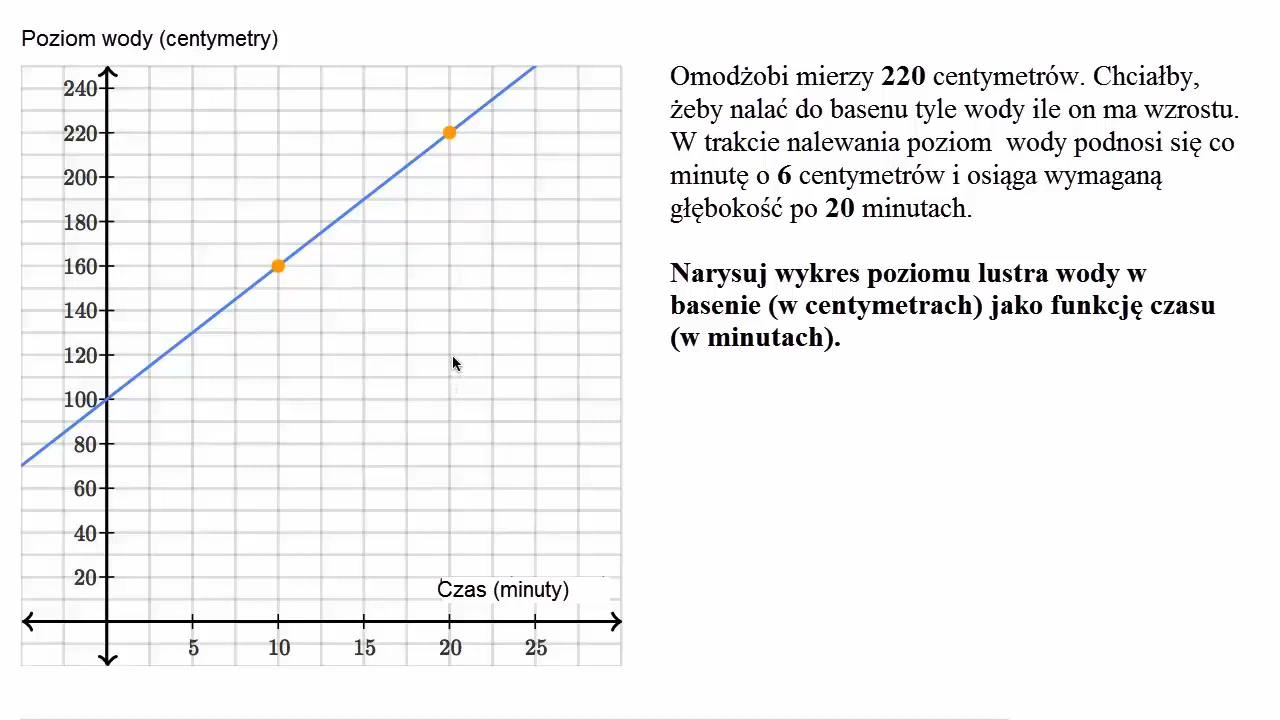 Poziom wody (centymetry)
240
220
200
180
160
140
120
100
80
60
40
20
Czas (minuty)
5 10 15 20 25
Omodżobi mierzy 220 centymetrów. Chciałby,
żeby nalać do basenu tyle wody ile on ma wzrostu.
W trakcie nalewania poziom wody podnosi się co
minutę o 6 centymetrów i osiąga wymaganą
głębokość po 20 minutach.
Narysuj wykres poziomu lustra wody w
basenie (w centymetrach) jako funkcję czasu
(w minutach).